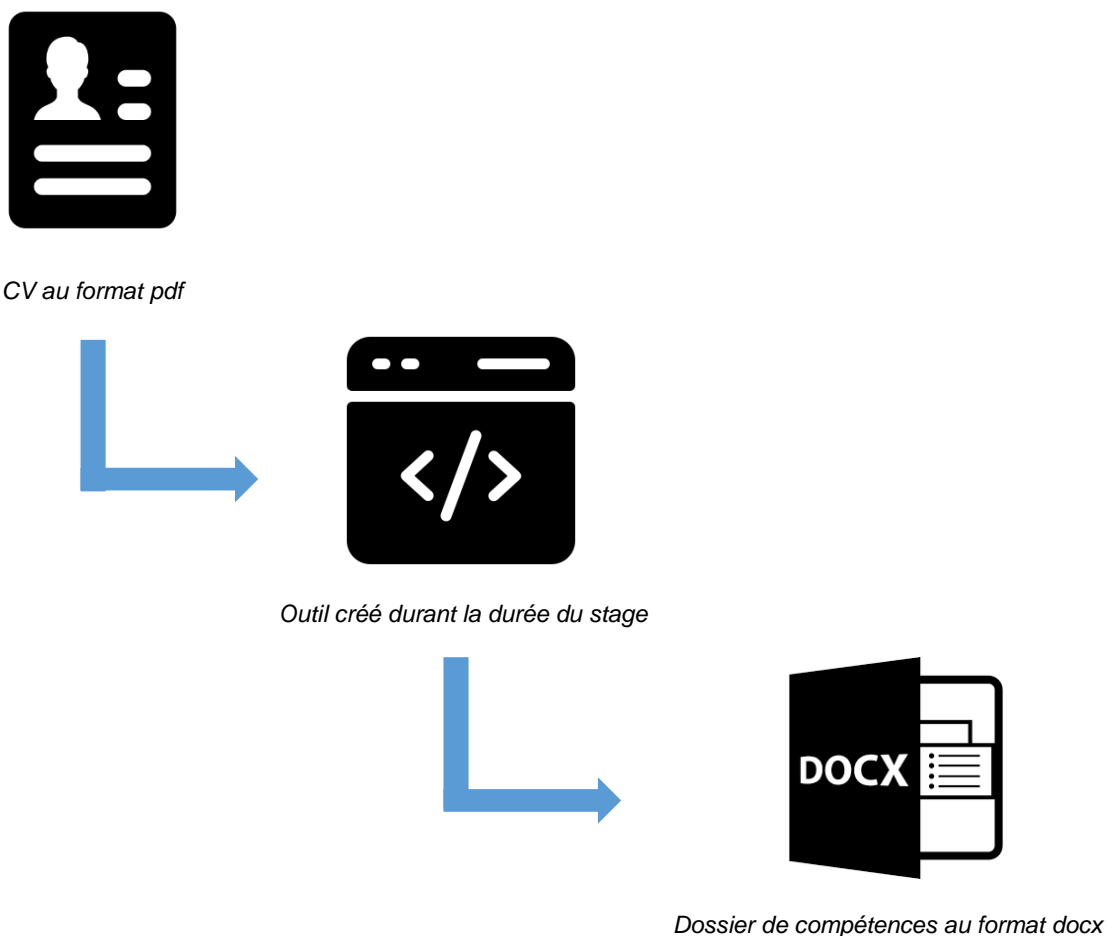 CV au format pdf
</>
Outil créé durant la durée du stage
DOCX
Dossier de compétences au format docx